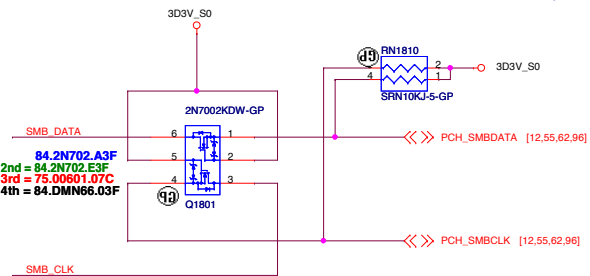 3D3V_S0
RN1810
GP
3 2
4 1
3D3V_S0
SRN10KJ-5-GP
2N7002KDW-GP
SMB_DATA
6 1
PCH_SMBDATA [12,55,62,96]
84.2N702.A3F
5 2
2nd = 84.2N702.E3F
3rd = 75.00601.07C
4 3
4th = 84.DMN66.03F
GP
Q1801
PCH_SMBCLK [12,55,62,96]
SMB_CLK